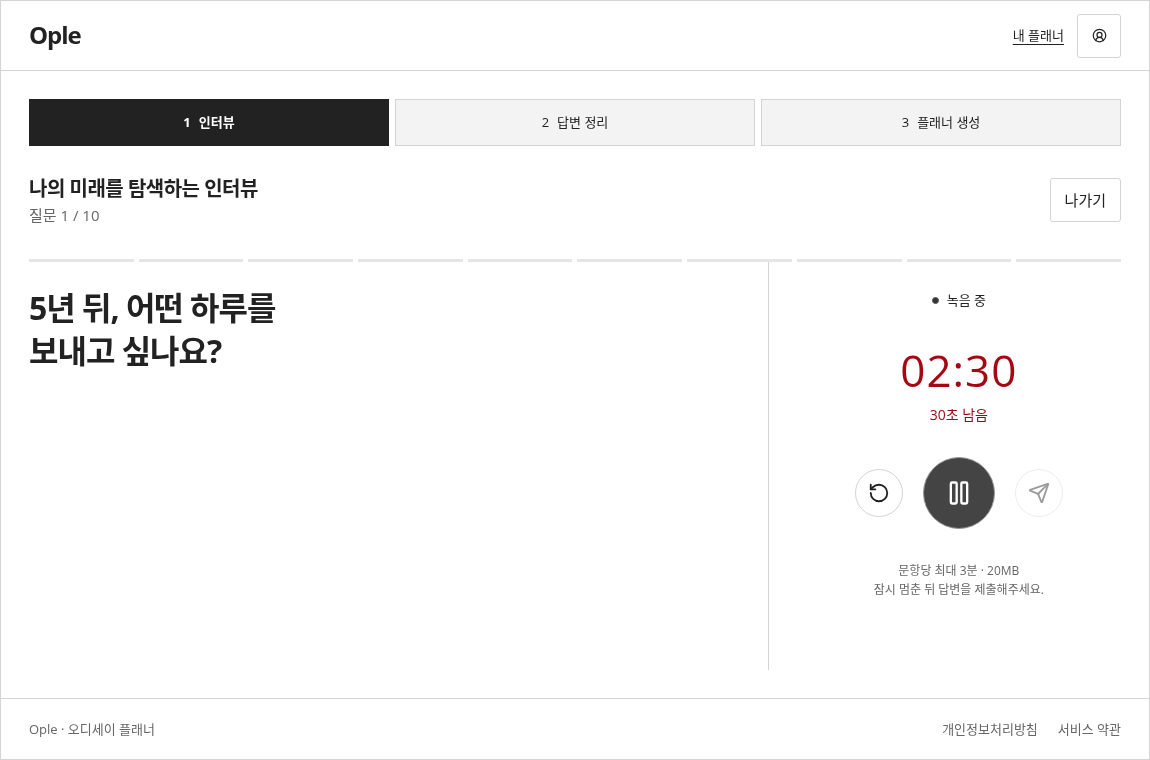 Ople
내 플래너
1 인터뷰
2 답변 정리
3 플래너 생성
나의 미래를 탐색하는 인터뷰
질문 1 / 10
나가기
5년 뒤, 어떤 하루를
보내고 싶나요?
녹음 중
02:30
30초 남음
문항당 최대 3분 · 20MB
잠시 멈춘 뒤 답변을 제출해주세요.
Ople · 오디세이 플래너
개인정보처리방침
서비스 약관